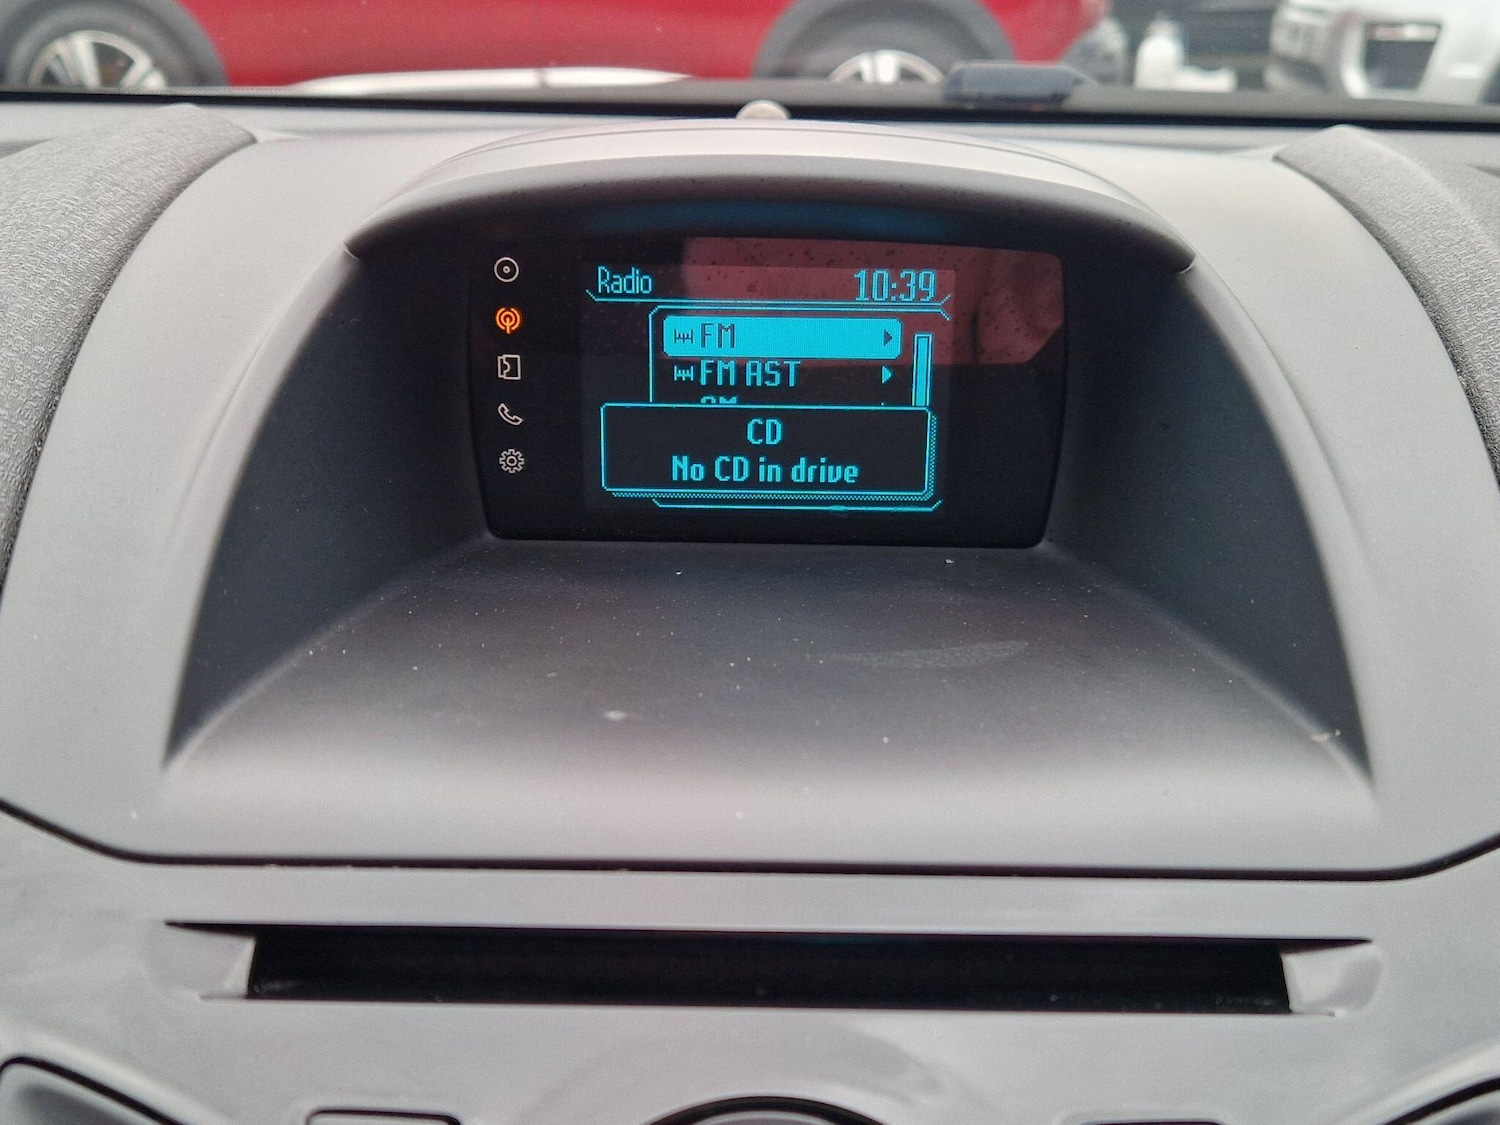 Radio 10:39
FM
FM AST
CD
No CD in drive